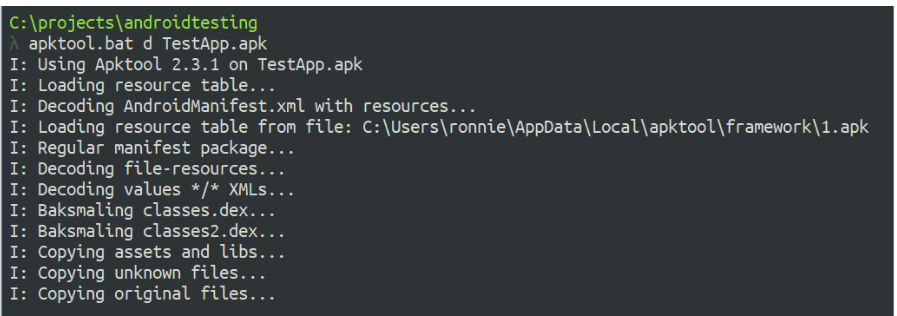 C:\projects\androidtesting
λ apktool.bat d TestApp.apk
I: Using Apktool 2.3.1 on TestApp.apk
I: Loading resource table...
I: Decoding AndroidManifest.xml with resources...
I: Loading resource table from file: C:\Users\ronnie\AppData\Local\apktool\framework\1.apk
I: Regular manifest package...
I: Decoding file-resources...
I: Decoding values */* XMLs...
I: Baksmaling classes.dex...
I: Baksmaling classes2.dex...
I: Copying assets and libs...
I: Copying unknown files...
I: Copying original files...